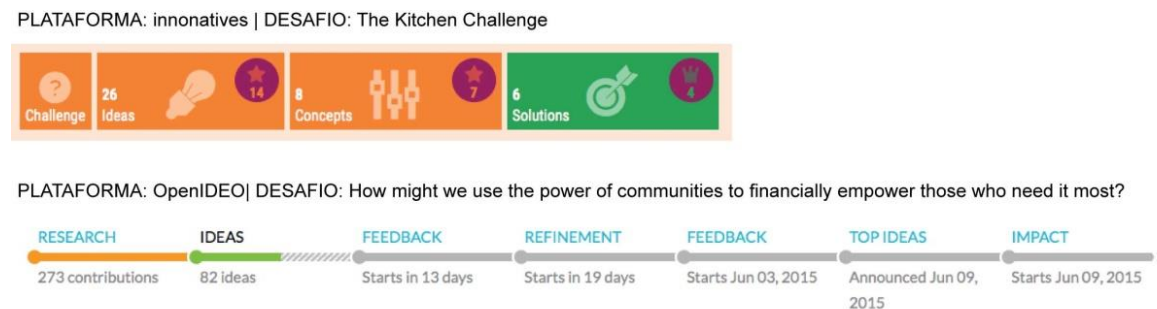 PLATAFORMA: innonatives | DESAFIO: The Kitchen Challenge
?
26
14
8
7
6
4
Challenge
Ideas
Concepts
Solutions
PLATAFORMA: OpenIDEO| DESAFIO: How might we use the power of communities to financially empower those who need it most?
RESEARCH IDEAS FEEDBACK REFINEMENT FEEDBACK TOP IDEAS IMPACT
273 contributions 82 ideas Starts in 13 days Starts in 19 days Starts Jun 03, 2015 Announced Jun 09, Starts Jun 09, 2015
2015